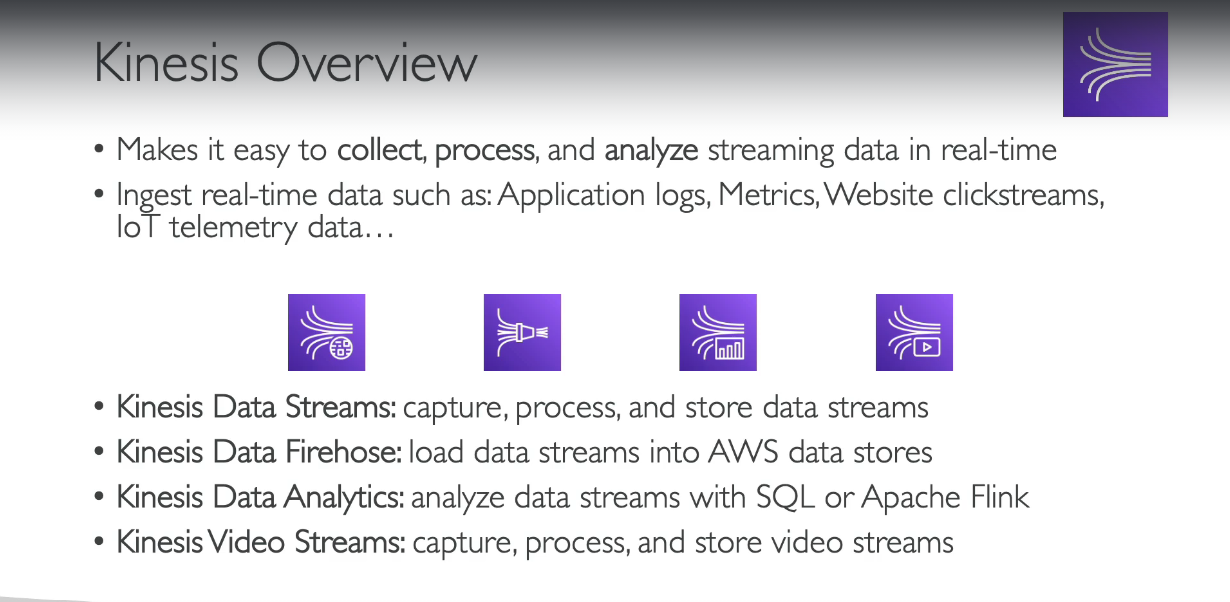 Kinesis Overview
• Makes it easy to collect, process, and analyze streaming data in real-time
• Ingest real-time data such as: Application logs, Metrics, Website clickstreams,
IoT telemetry data…
• Kinesis Data Streams: capture, process, and store data streams
• Kinesis Data Firehose: load data streams into AWS data stores
• Kinesis Data Analytics: analyze data streams with SQL or Apache Flink
• Kinesis Video Streams: capture, process, and store video streams